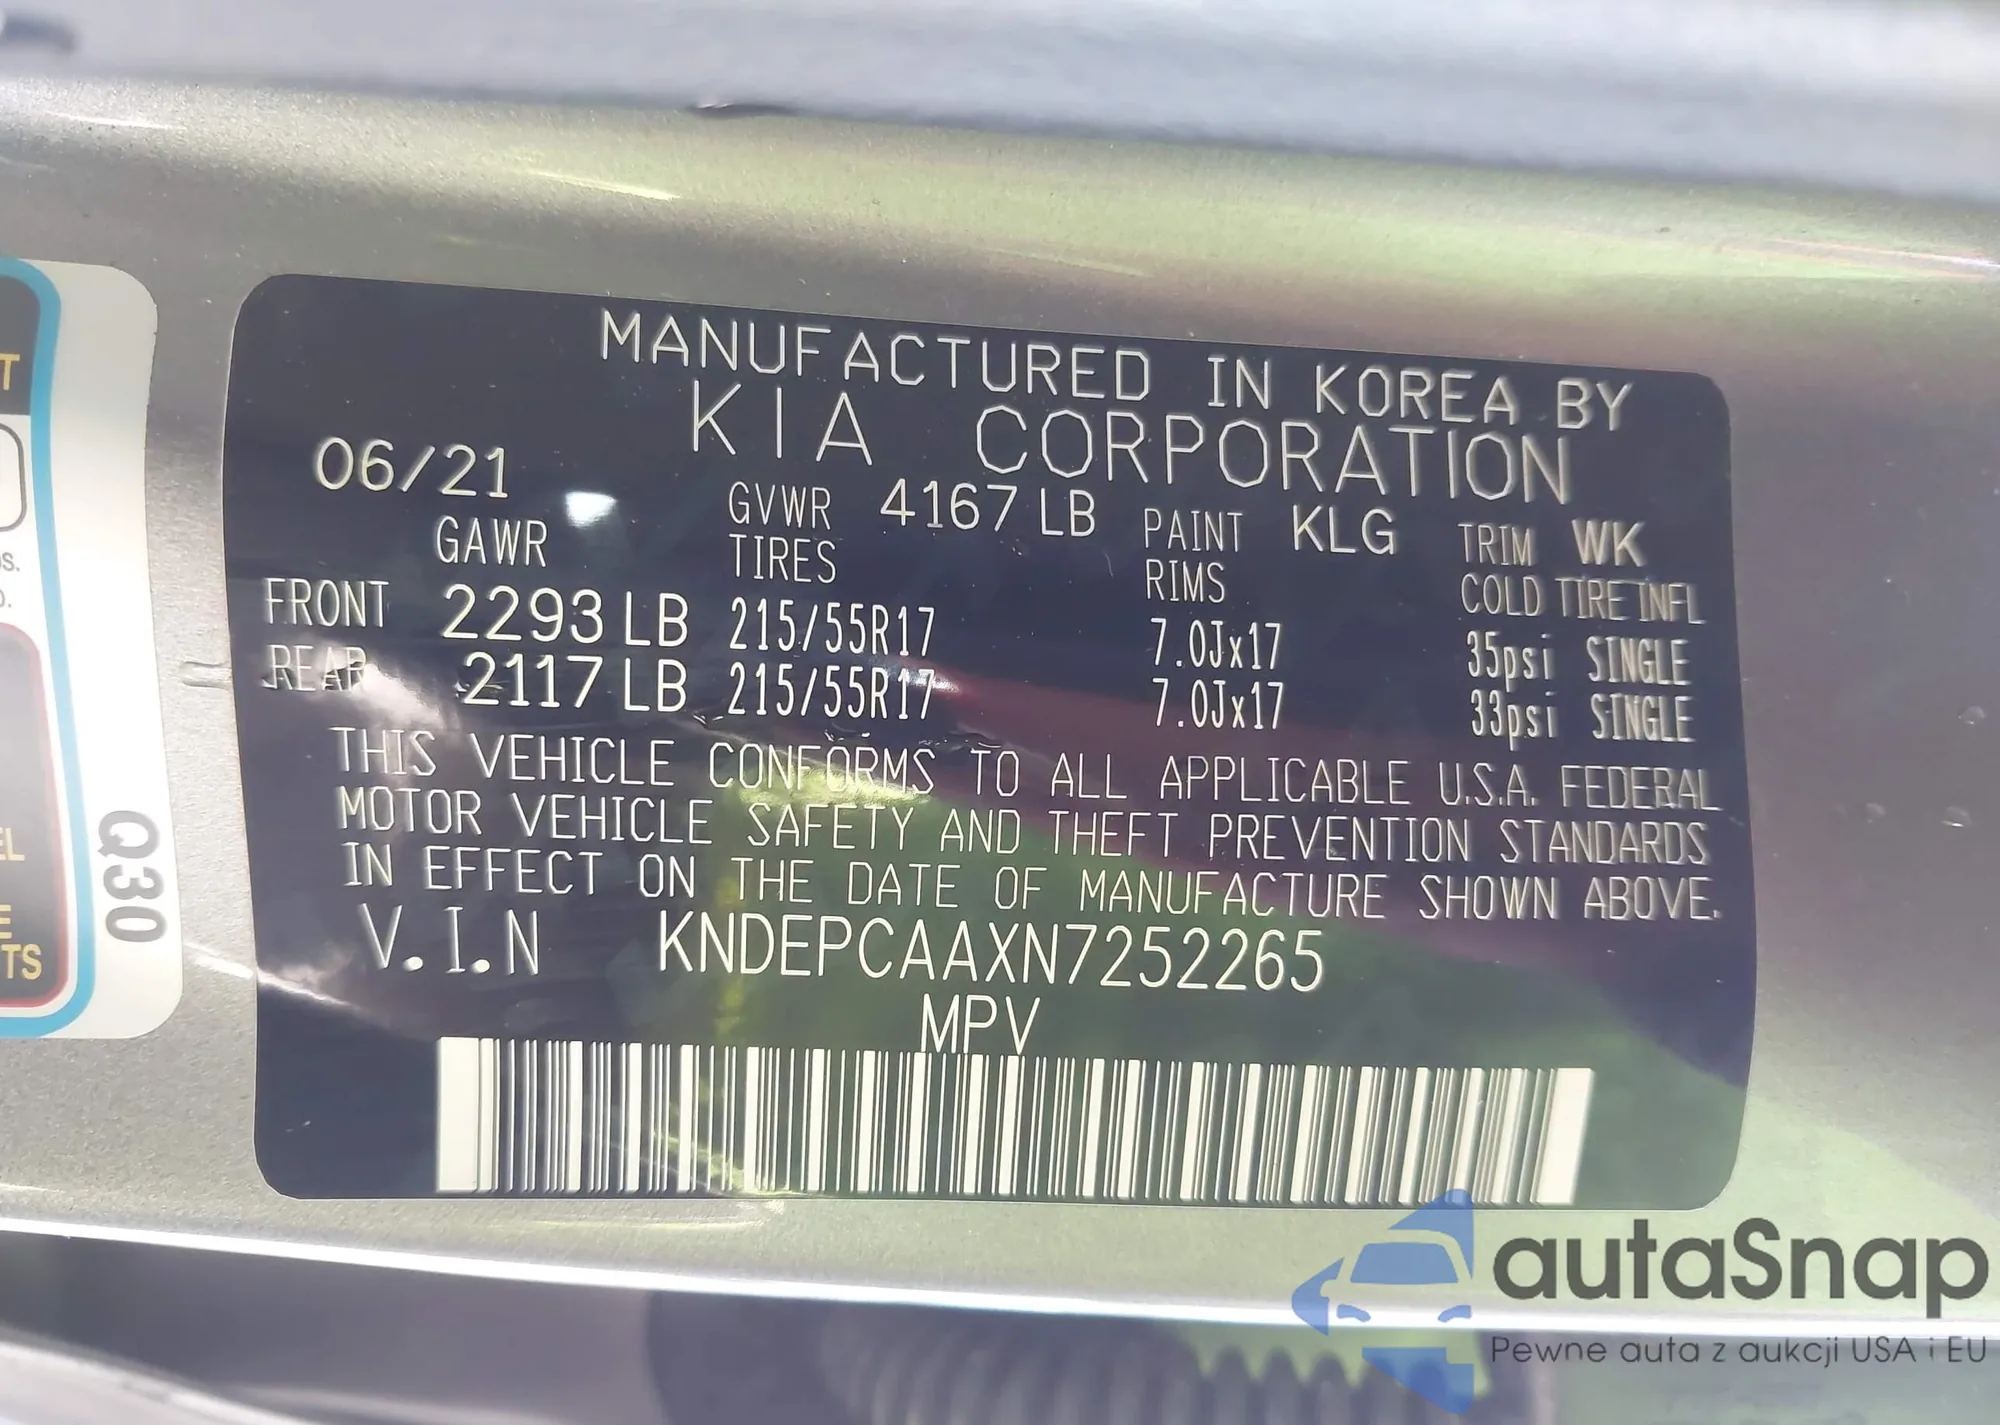 MANUFACTURED IN KOREA BY
KIA CORPORATION
06/21 GVWR 4167 LB PAINT KLG TRIM WK
GAWR TIRES RIMS COLD TIRE INFL
FRONT 2293 LB 215/55R17 7.0Jx17 35psi SINGLE
REAR 2117 LB 215/55R17 7.0Jx17 33psi SINGLE
THIS VEHICLE CONFORMS TO ALL APPLICABLE U.S.A. FEDERAL
MOTOR VEHICLE SAFETY AND THEFT PREVENTION STANDARDS
IN EFFECT ON THE DATE OF MANUFACTURE SHOWN ABOVE.
V.I.N KNDEPCAAXN7252265
MPV
Q30
autaSnap
Pewne auta z aukcji USA i EU